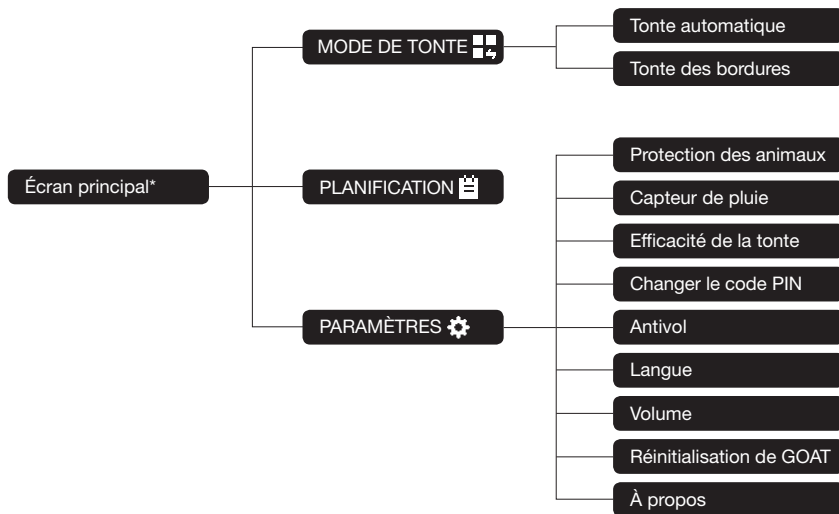 Écran principal*
MODE DE TONTE
Tonte automatique
Tonte des bordures
PLANIFICATION
PARAMÈTRES
Protection des animaux
Capteur de pluie
Efficacité de la tonte
Changer le code PIN
Antivol
Langue
Volume
Réinitialisation de GOAT
À propos